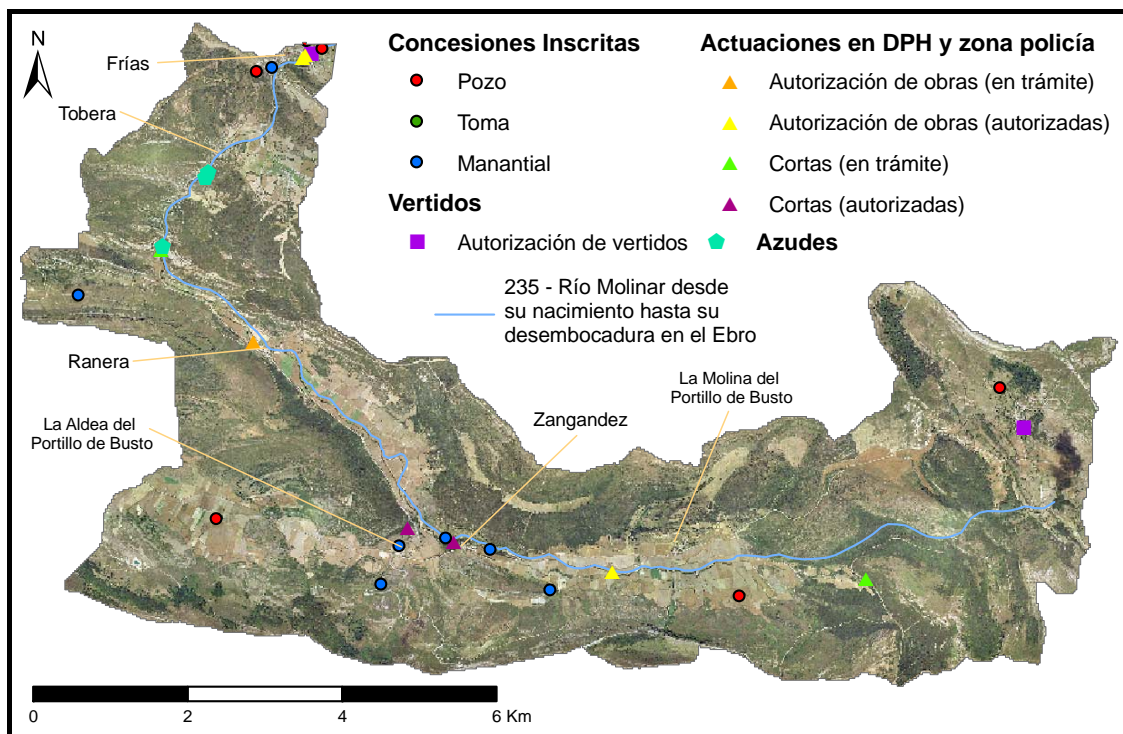 N
Frías
Tobera
Concesiones Inscritas
Pozo
Toma
Manantial
Vertidos
Autorización de vertidos
Actuaciones en DPH y zona policía
Autorización de obras (en trámite)
Autorización de obras (autorizadas)
Cortas (en trámite)
Cortas (autorizadas)
Azudes
235 - Río Molinar desde
su nacimiento hasta su
desembocadura en el Ebro
Ranera
La Aldea del
Portillo de Busto
Zangandez
La Molina del
Portillo de Busto
0 2 4 6 Km